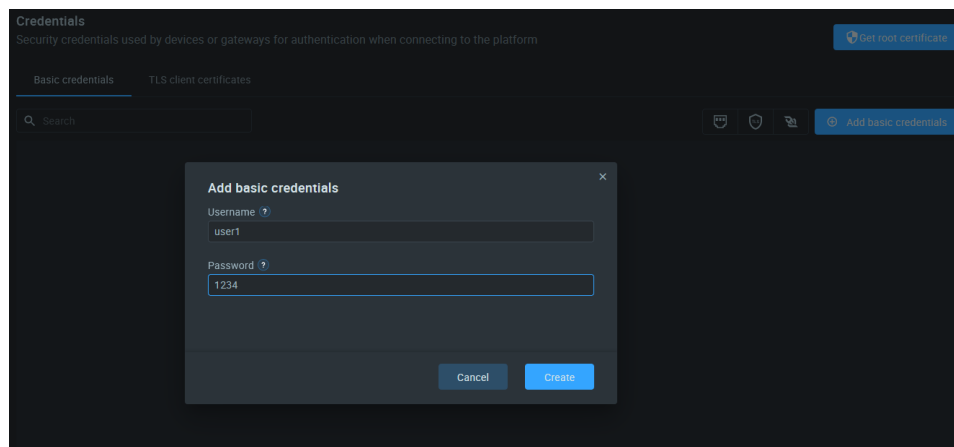 Credentials
Security credentials used by devices or gateways for authentication when connecting to the platform
Get root certificate
Basic credentials
TLS client certificates
Search
Add basic credentials
Add basic credentials
×
Username ?
user1
Password ?
1234
Cancel
Create